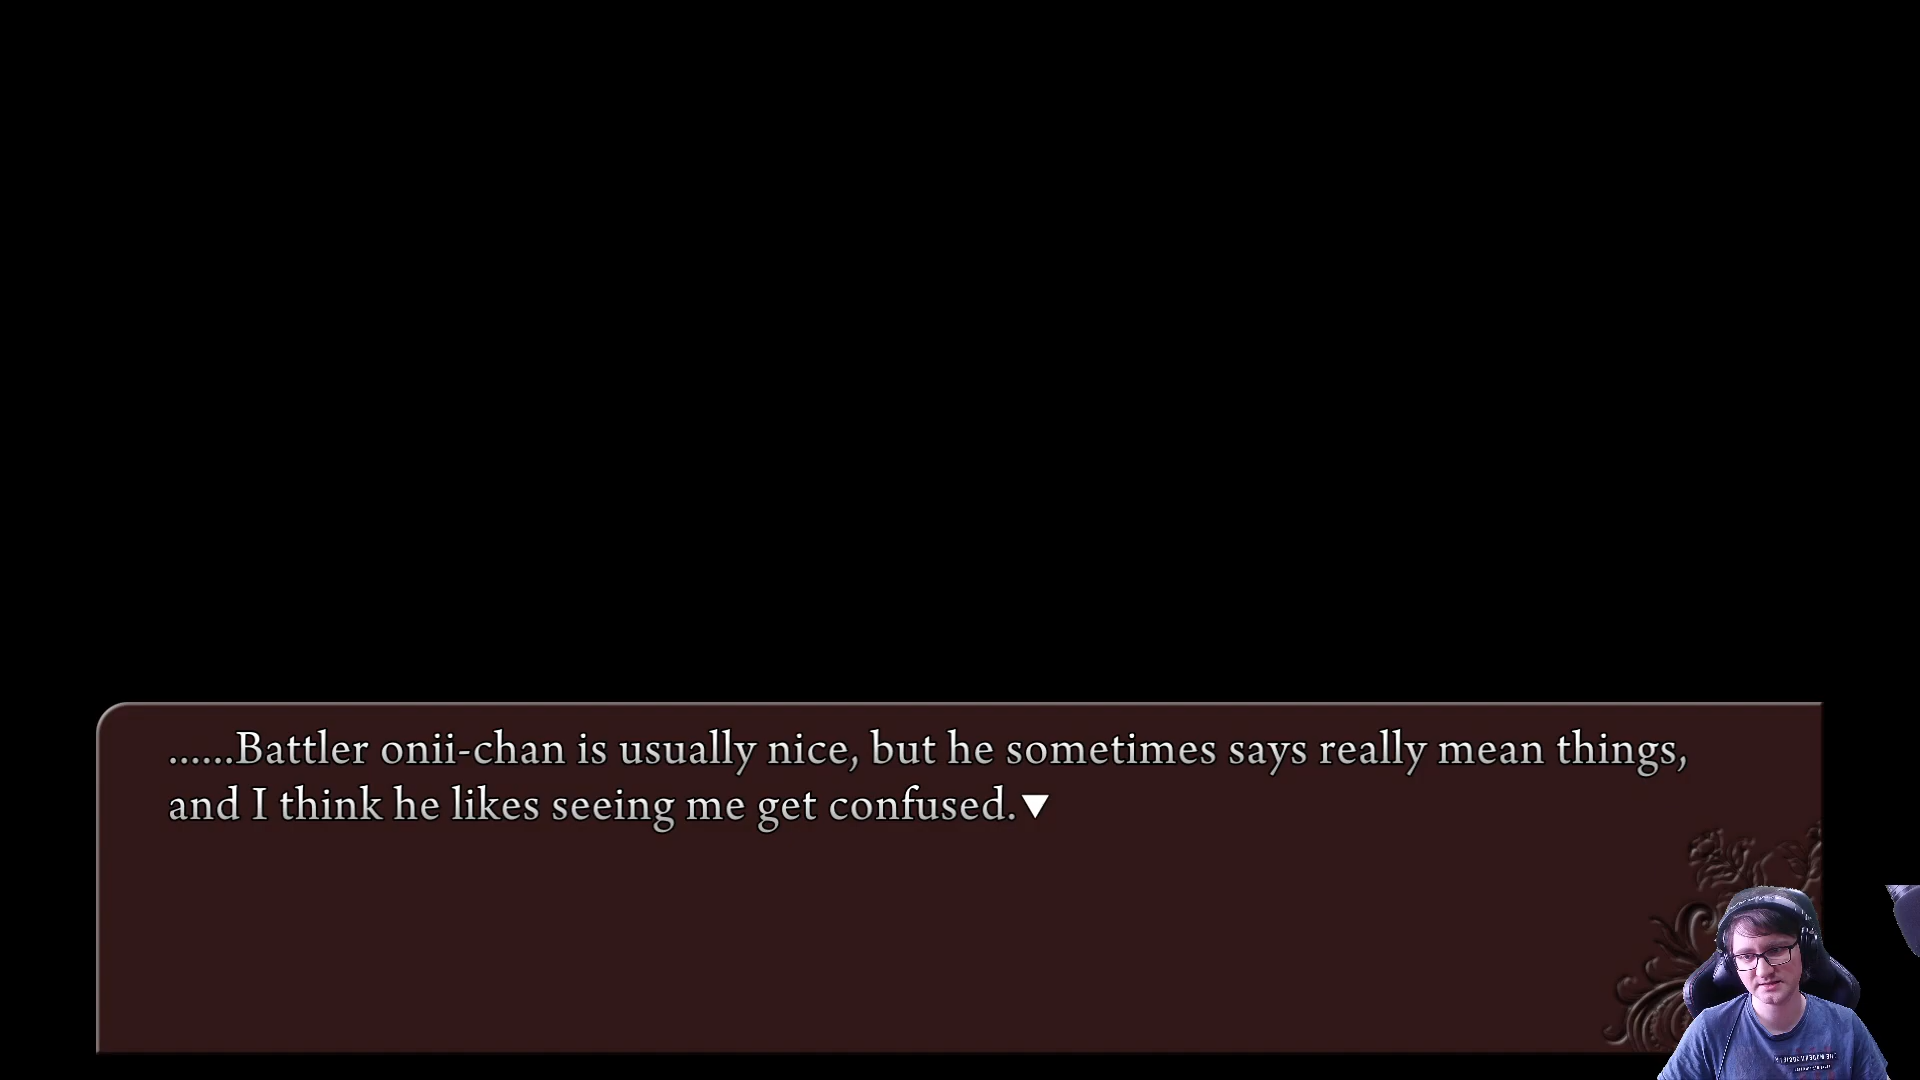 ......Battler onii-chan is usually nice, but he sometimes says really mean things,
and I think he likes seeing me get confused.